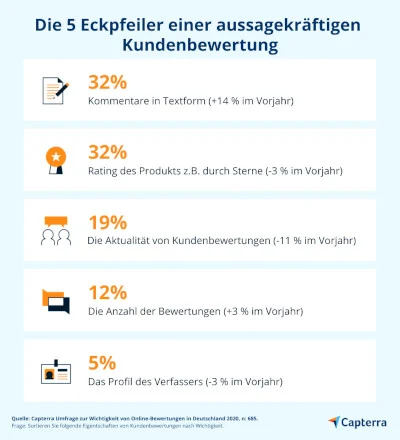 Die 5 Eckpfeiler einer aussagekräftigen
Kundenbewertung
32%
Kommentare in Textform (+14 % im Vorjahr)
32%
Rating des Produkts z.B. durch Sterne (-3 % im Vorjahr)
19%
Die Aktualität von Kundenbewertungen (-11 % im Vorjahr)
12%
Die Anzahl der Bewertungen (+3 % im Vorjahr)
5%
Das Profil des Verfassers (-3 % im Vorjahr)
Quelle: Capterra Umfrage zur Wichtigkeit von Online-Bewertungen in Deutschland 2020, n: 685.
Frage: Sortieren Sie folgende Eigenschaften von Kundenbewertungen nach Wichtigkeit.
Capterra